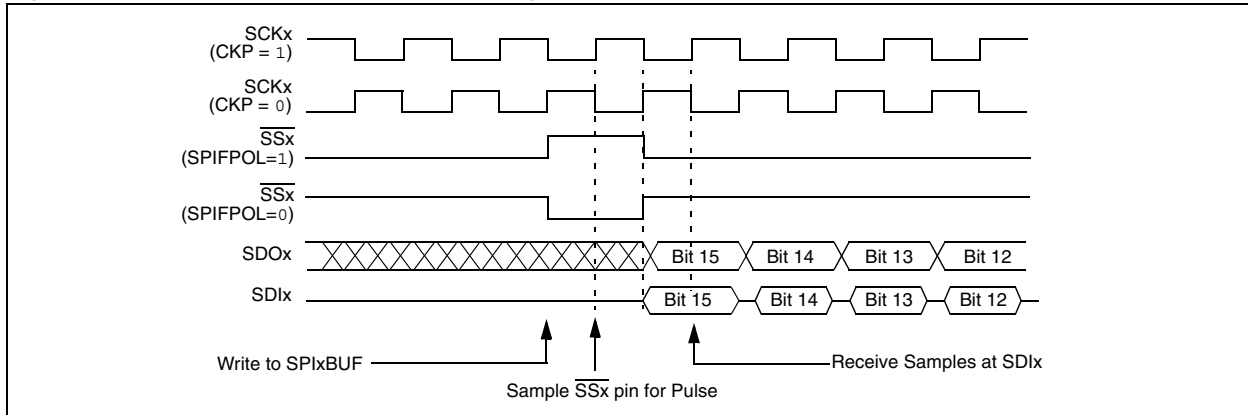 SCKx
(CKP = 1)
SCKx
(CKP = 0)
SSx
(SPIFPOL=1)
SSx
(SPIFPOL=0)
SDOx
Bit 15 Bit 14 Bit 13 Bit 12
SDIx
Bit 15 Bit 14 Bit 13 Bit 12
Write to SPIxBUF
Receive Samples at SDIx
Sample SSx pin for Pulse